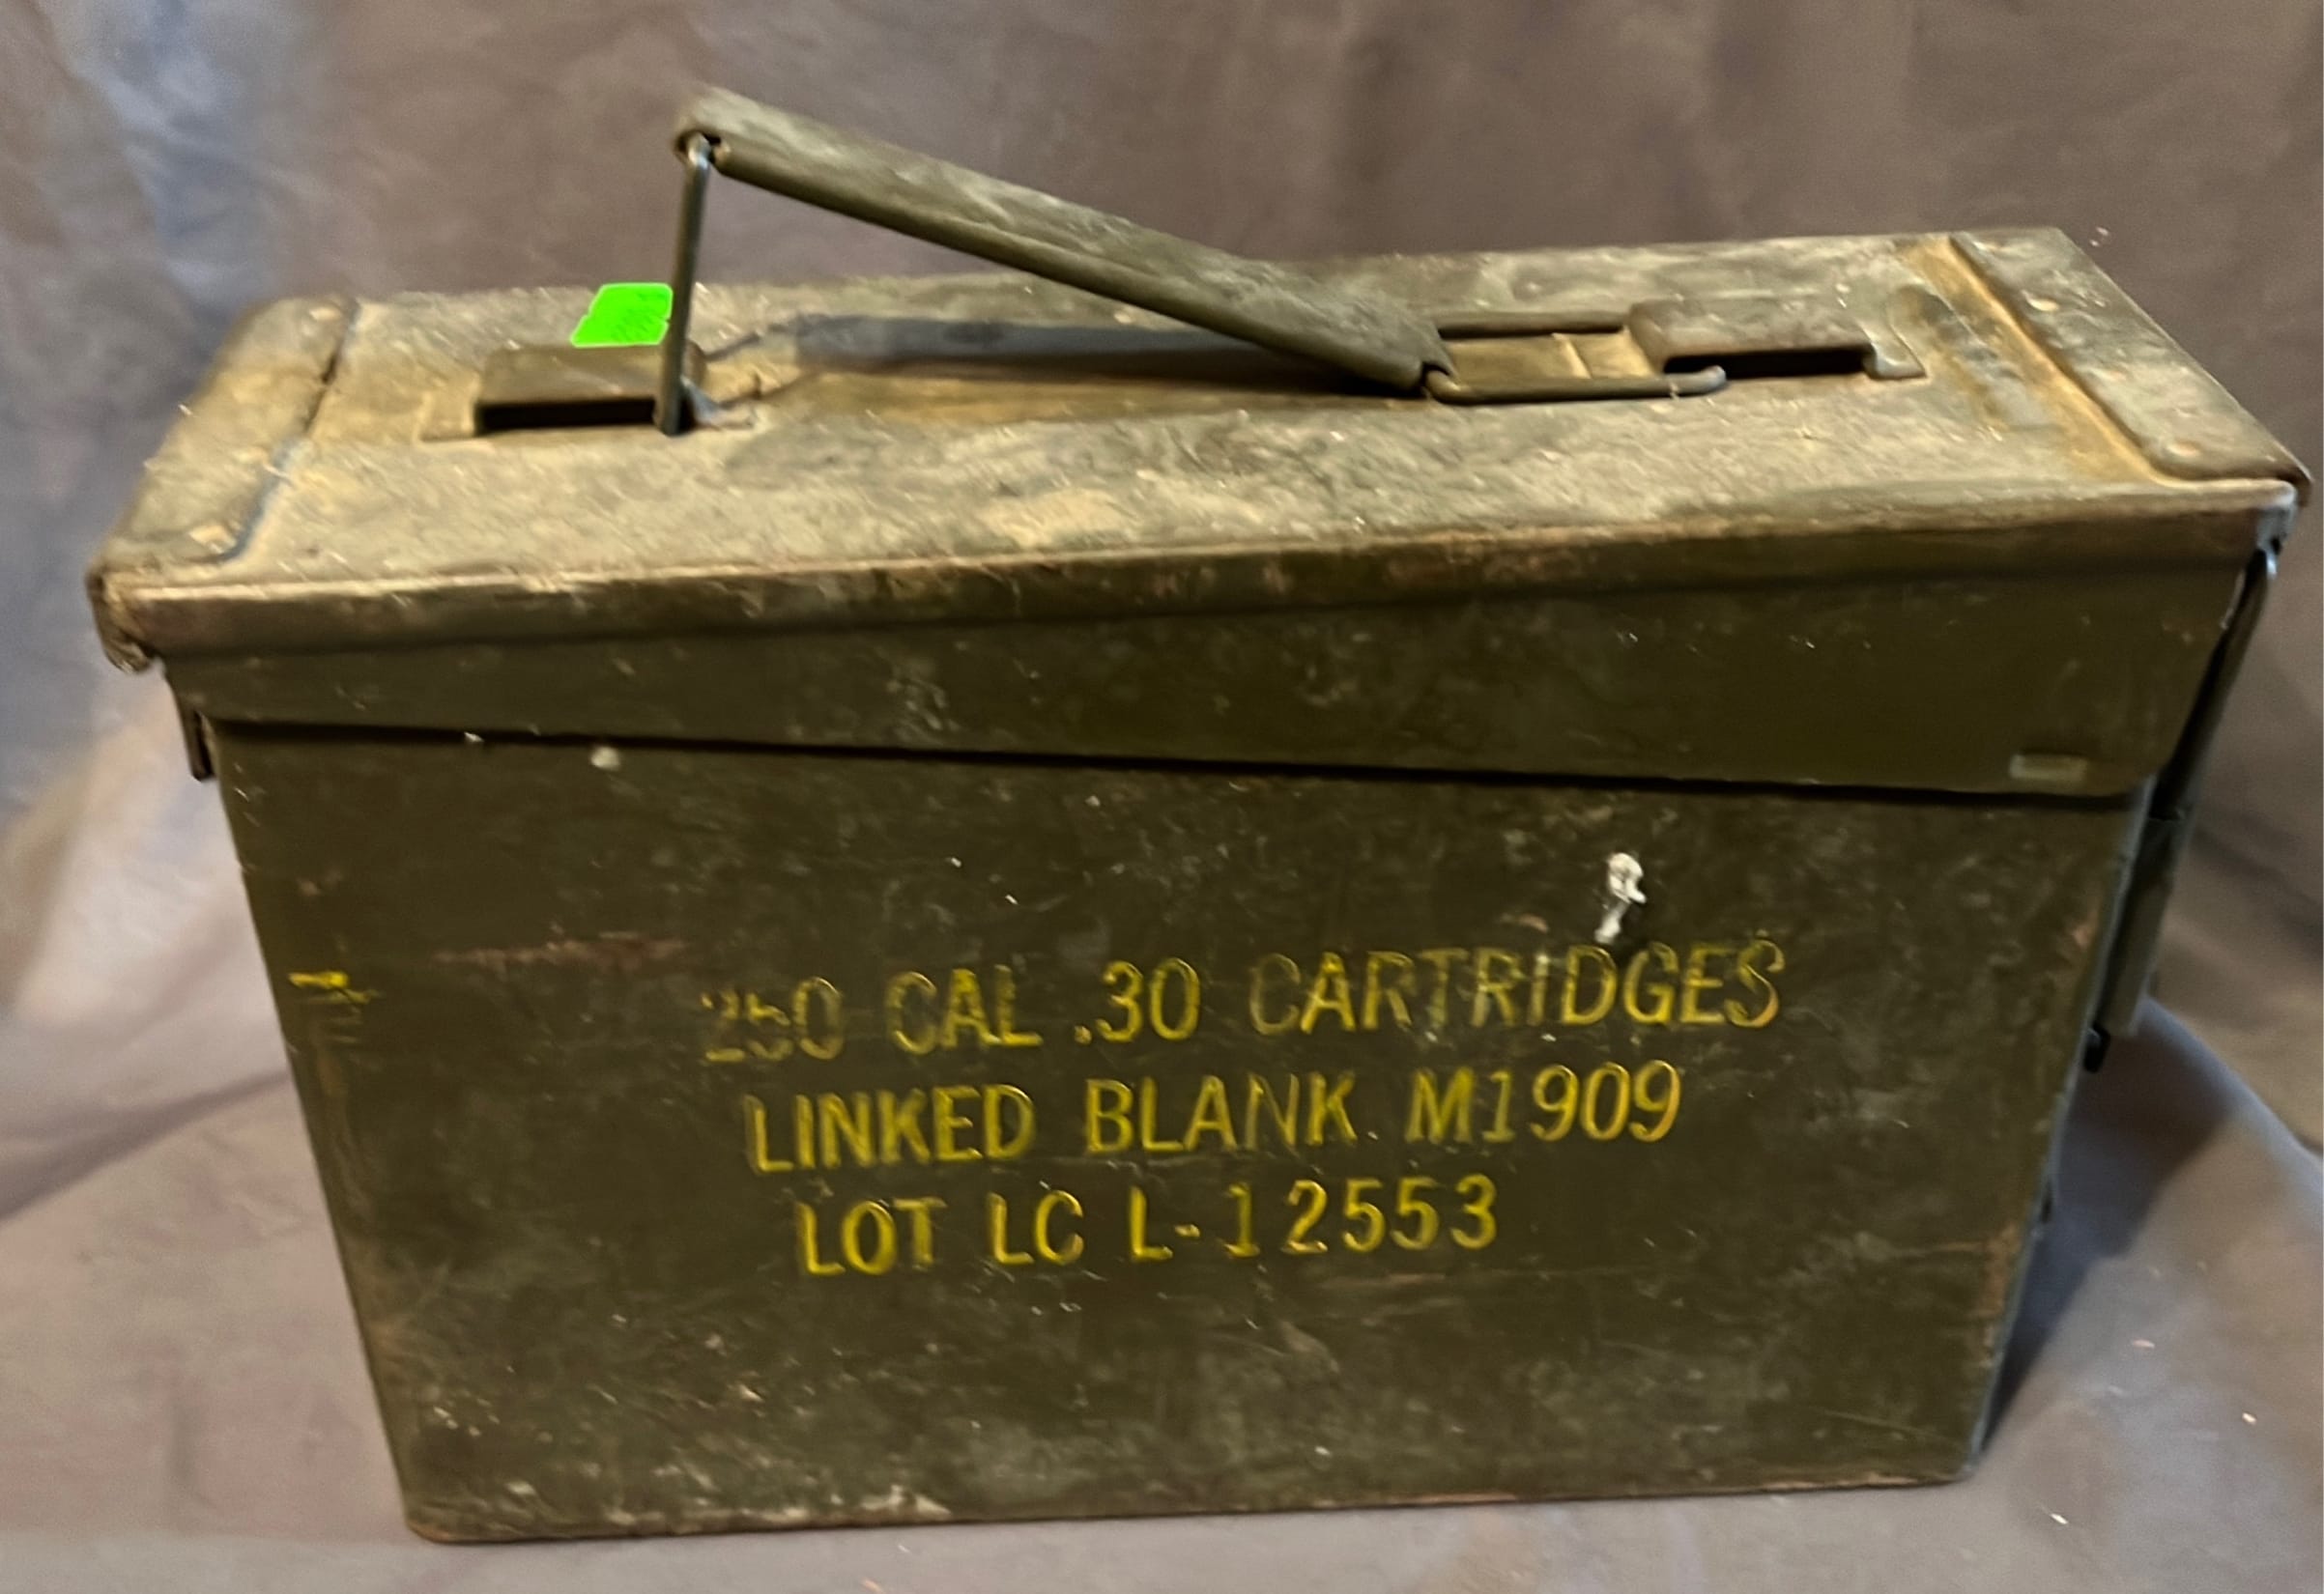 250 CAL .30 CARTRIDGES
LINKED BLANK M1909
LOT LC L-12553